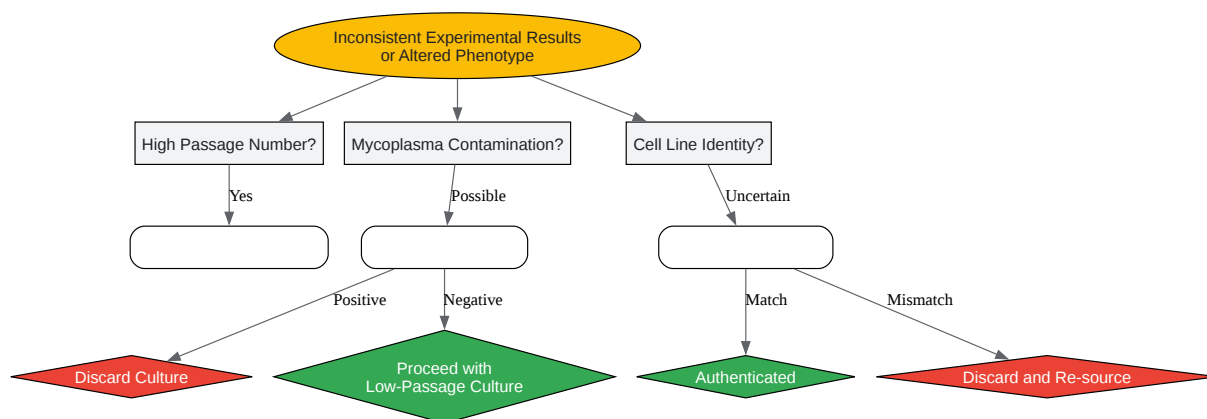 Inconsistent Experimental Results
or Altered Phenotype
High Passage Number?
Mycoplasma Contamination?
Cell Line Identity?
Yes
Possible
Uncertain
Positive
Negative
Match
Mismatch
Discard Culture
Proceed with
Low-Passage Culture
Authenticated
Discard and Re-source